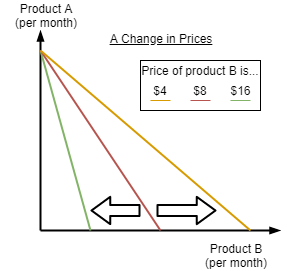 Product A
(per month)
A Change in Prices
Price of product B is...
$4 $8 $16
Product B
(per month)